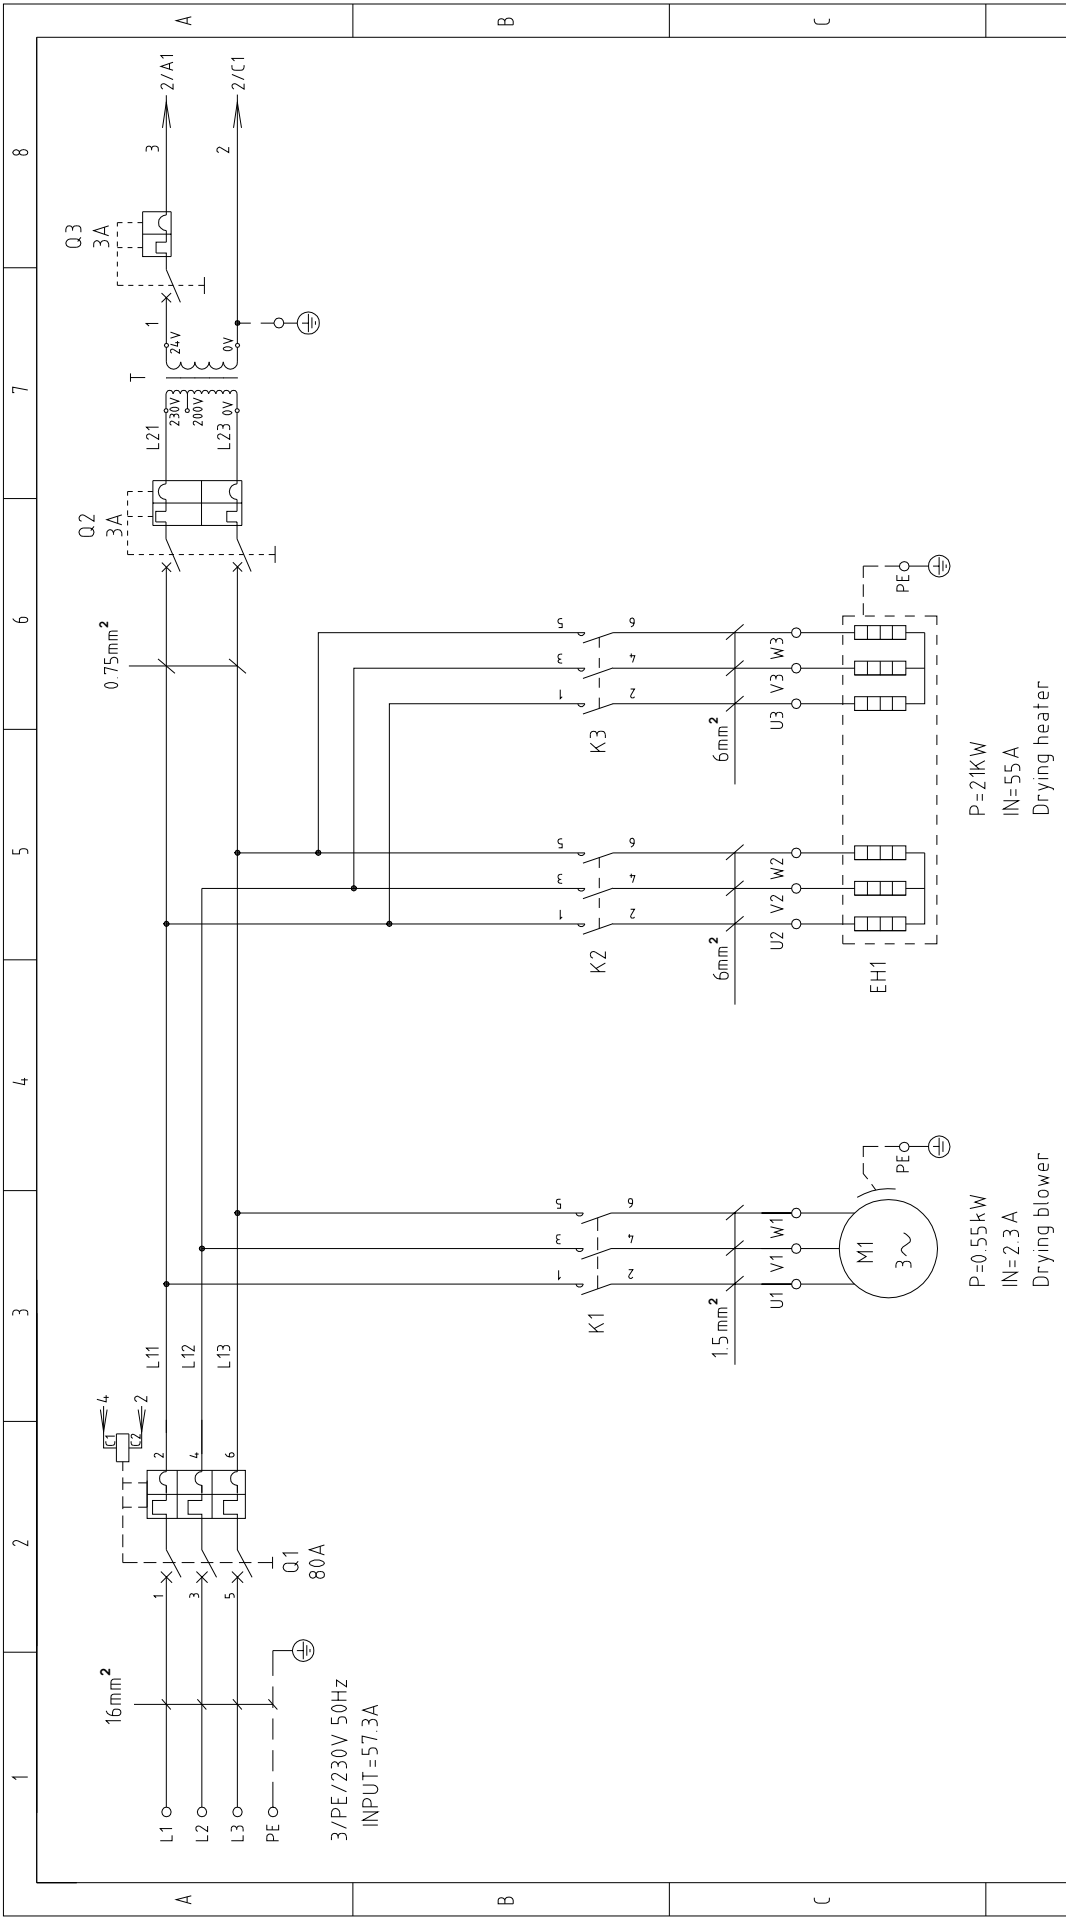 1 2 3 4 5 6 7 8
A
A
B
B
C
C
16mm²
L1
L2
L3
PE
3/PE/230V 50Hz
INPUT=57.3A
1
3
5
Q1
80A
2
4
6
C1
C2
4
2
L11
L12
L13
1
3
5
2
4
6
K1
1.5mm²
U1
V1
W1
M1
3~
PE
P=0.55kW
IN=2.3A
Drying blower
1
3
5
2
4
6
K2
6mm²
U2
V2
W2
EH1
1
3
5
2
4
6
K3
6mm²
U3
V3
W3
PE
P=21KW
IN=55A
Drying heater
0.75mm²
Q2
3A
L21
L23
T
230V
200V
0V
24V
0V
1
Q3
3A
3
2
2/A1
2/C1